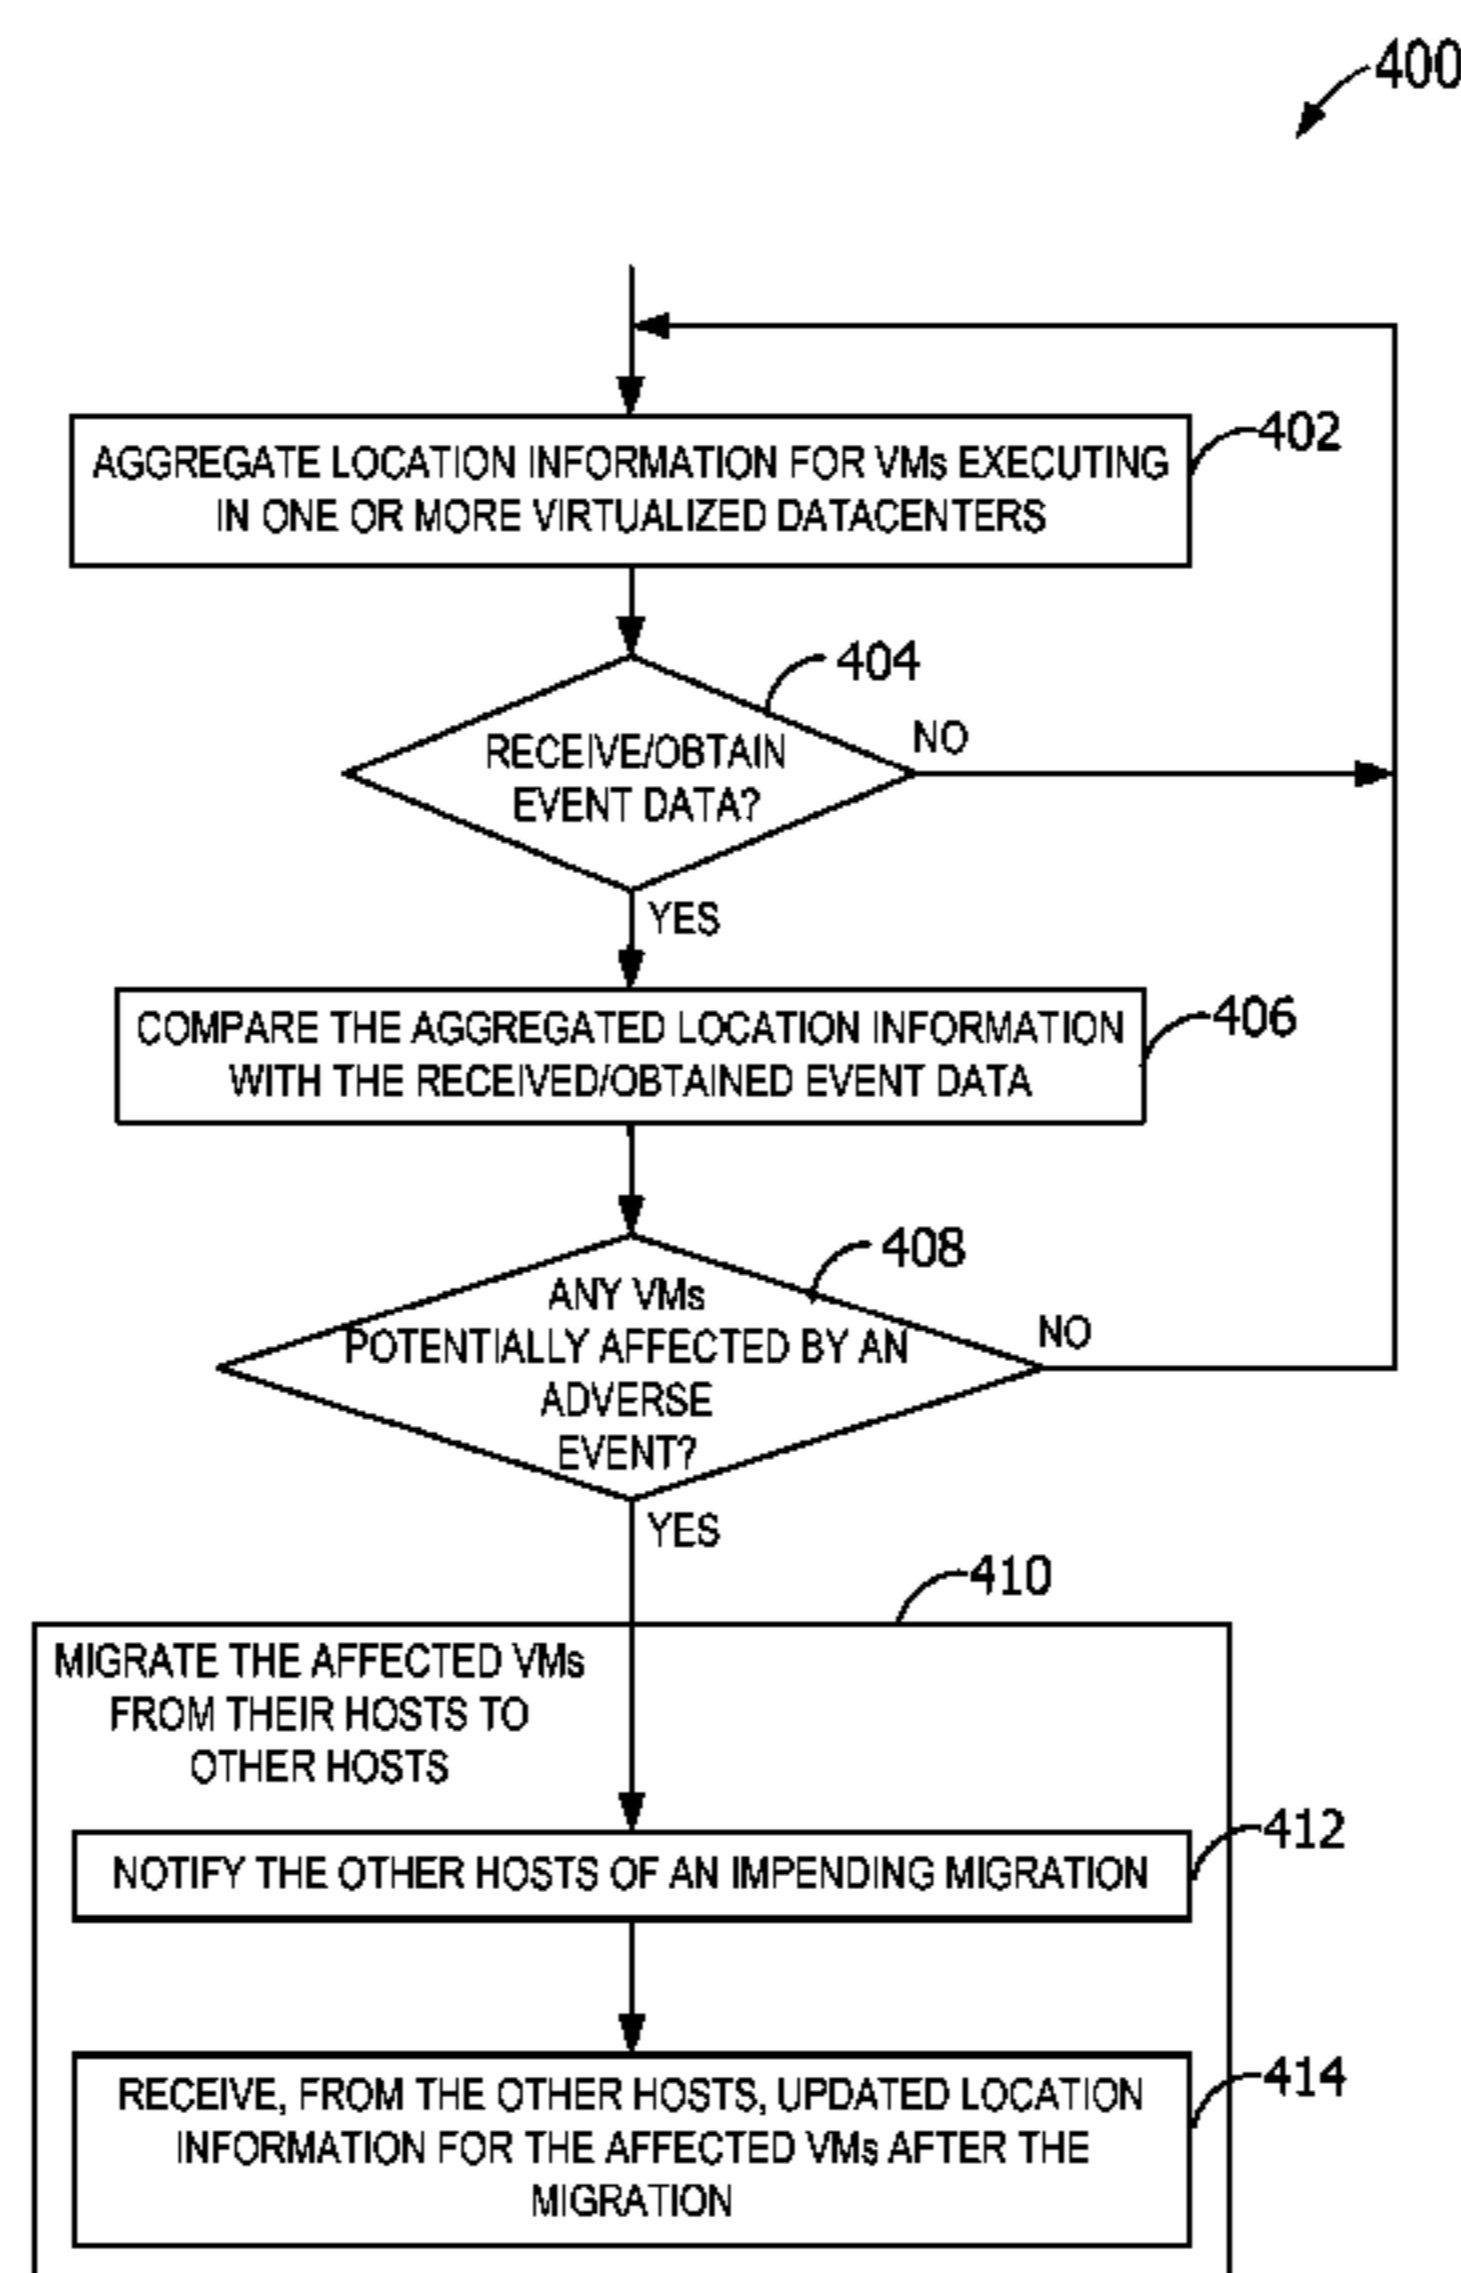 400
AGGREGATE LOCATION INFORMATION FOR VMs EXECUTING
IN ONE OR MORE VIRTUALIZED DATACENTERS
402
404
RECEIVE/OBTAIN
EVENT DATA?
NO
YES
COMPARE THE AGGREGATED LOCATION INFORMATION
WITH THE RECEIVED/OBTAINED EVENT DATA
406
408
ANY VMs
POTENTIALLY AFFECTED BY AN
ADVERSE
EVENT?
NO
YES
410
MIGRATE THE AFFECTED VMs
FROM THEIR HOSTS TO
OTHER HOSTS
412
NOTIFY THE OTHER HOSTS OF AN IMPENDING MIGRATION
414
RECEIVE, FROM THE OTHER HOSTS, UPDATED LOCATION
INFORMATION FOR THE AFFECTED VMs AFTER THE
MIGRATION